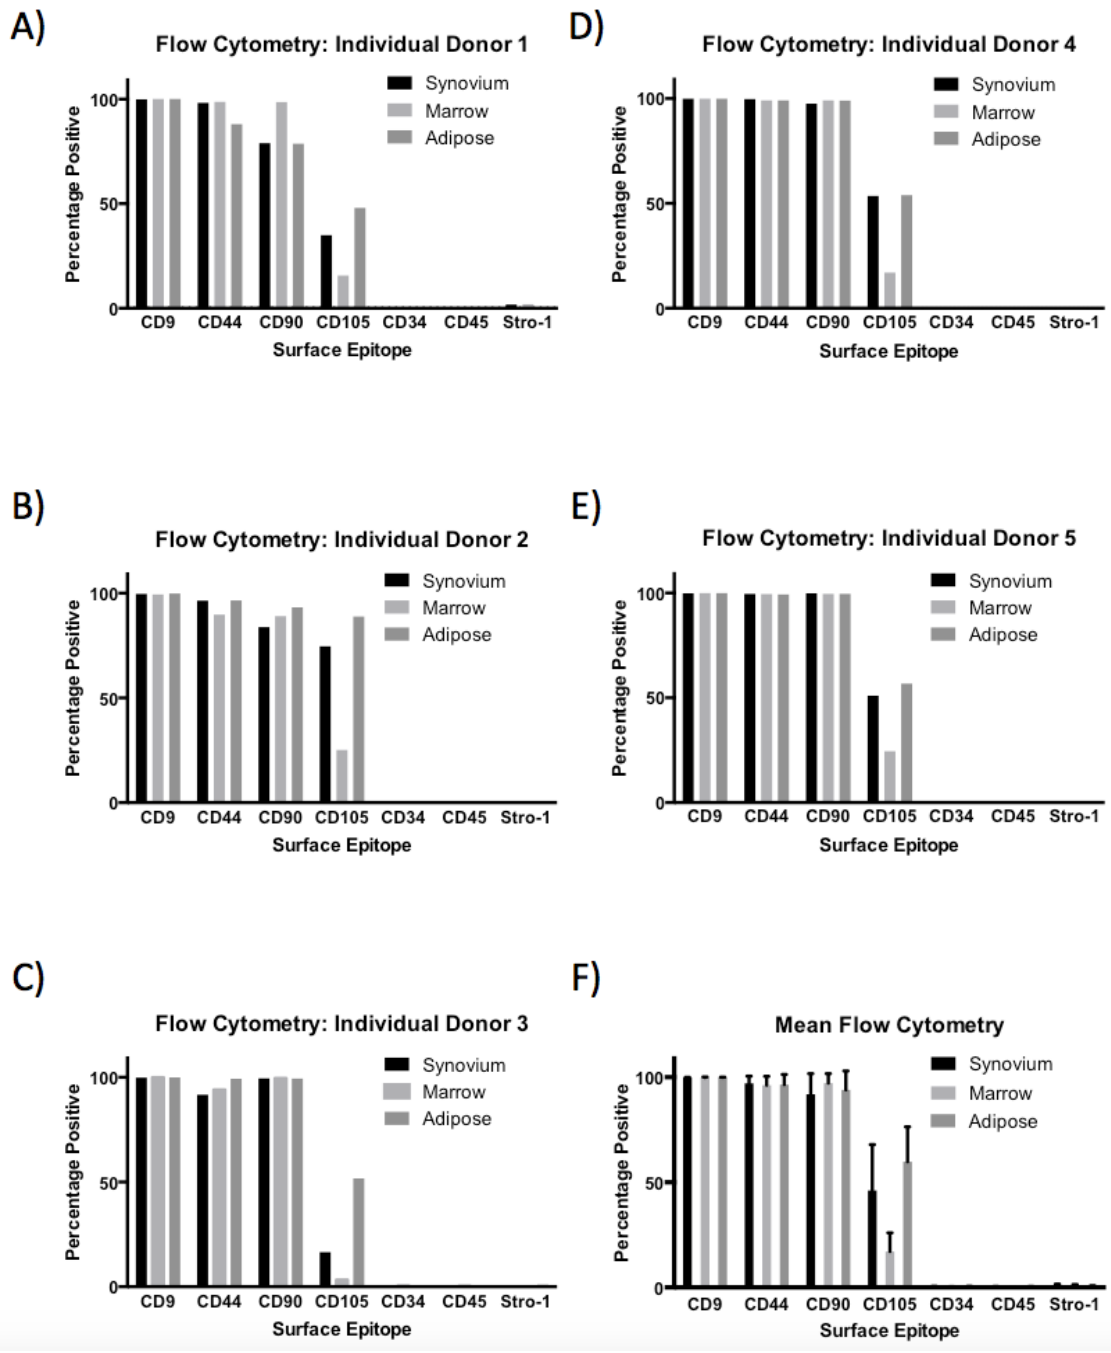 A)
Flow Cytometry: Individual Donor 1
Synovium
Marrow
Adipose
Percentage Positive
100
50
0
CD9 CD44 CD90 CD105 CD34 CD45 Stro-1
Surface Epitope
D)
Flow Cytometry: Individual Donor 4
Synovium
Marrow
Adipose
Percentage Positive
100
50
0
CD9 CD44 CD90 CD105 CD34 CD45 Stro-1
Surface Epitope
B)
Flow Cytometry: Individual Donor 2
Synovium
Marrow
Adipose
Percentage Positive
100
50
0
CD9 CD44 CD90 CD105 CD34 CD45 Stro-1
Surface Epitope
E)
Flow Cytometry: Individual Donor 5
Synovium
Marrow
Adipose
Percentage Positive
100
50
0
CD9 CD44 CD90 CD105 CD34 CD45 Stro-1
Surface Epitope
C)
Flow Cytometry: Individual Donor 3
Synovium
Marrow
Adipose
Percentage Positive
100
50
0
CD9 CD44 CD90 CD105 CD34 CD45 Stro-1
Surface Epitope
F)
Mean Flow Cytometry
Synovium
Marrow
Adipose
Percentage Positive
100
50
0
CD9 CD44 CD90 CD105 CD34 CD45 Stro-1
Surface Epitope